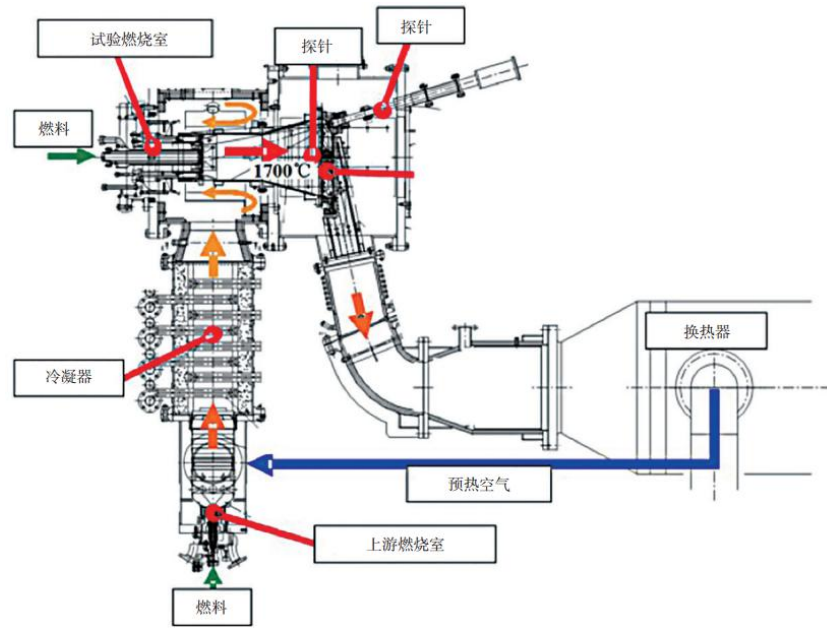 试验燃烧室
探针
探针
燃料
1700℃
换热器
冷凝器
预热空气
上游燃烧室
燃料